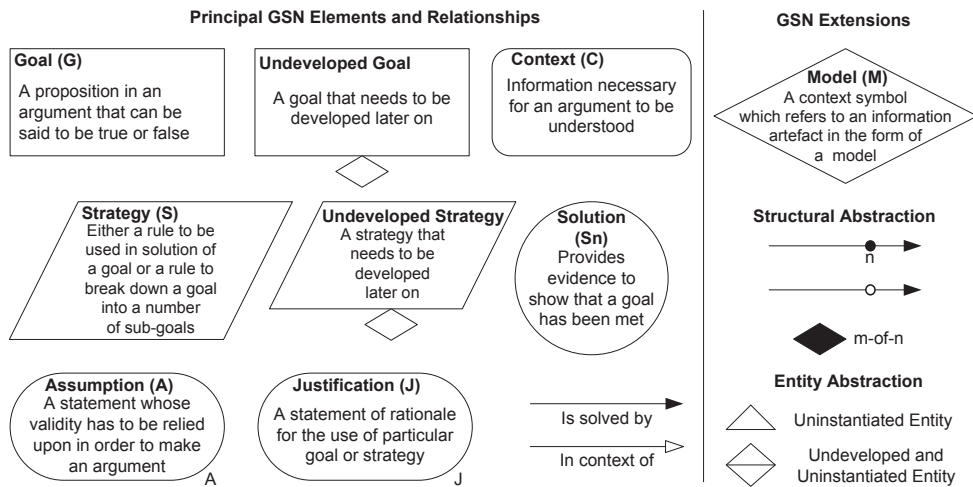 Principal GSN Elements and Relationships
Goal (G)
A proposition in an
argument that can be
said to be true or false
Undeveloped Goal
A goal that needs to be
developed later on
Context (C)
Information necessary
for an argument to be
understood
Strategy (S)
Either a rule to be
used in solution of
a goal or a rule to
break down a goal
into a number
of sub-goals
Undeveloped Strategy
A strategy that
needs to be
developed
later on
Solution
(Sn)
Provides
evidence to
show that a goal
has been met
Assumption (A)
A statement whose
validity has to be relied
upon in order to make
an argument
A
Justification (J)
A statement of rationale
for the use of particular
goal or strategy
J
Is solved by
In context of
GSN Extensions
Model (M)
A context symbol
which refers to an information
artefact in the form of
a model
Structural Abstraction
n
m-of-n
Entity Abstraction
Uninstantiated Entity
Undeveloped and
Uninstantiated Entity